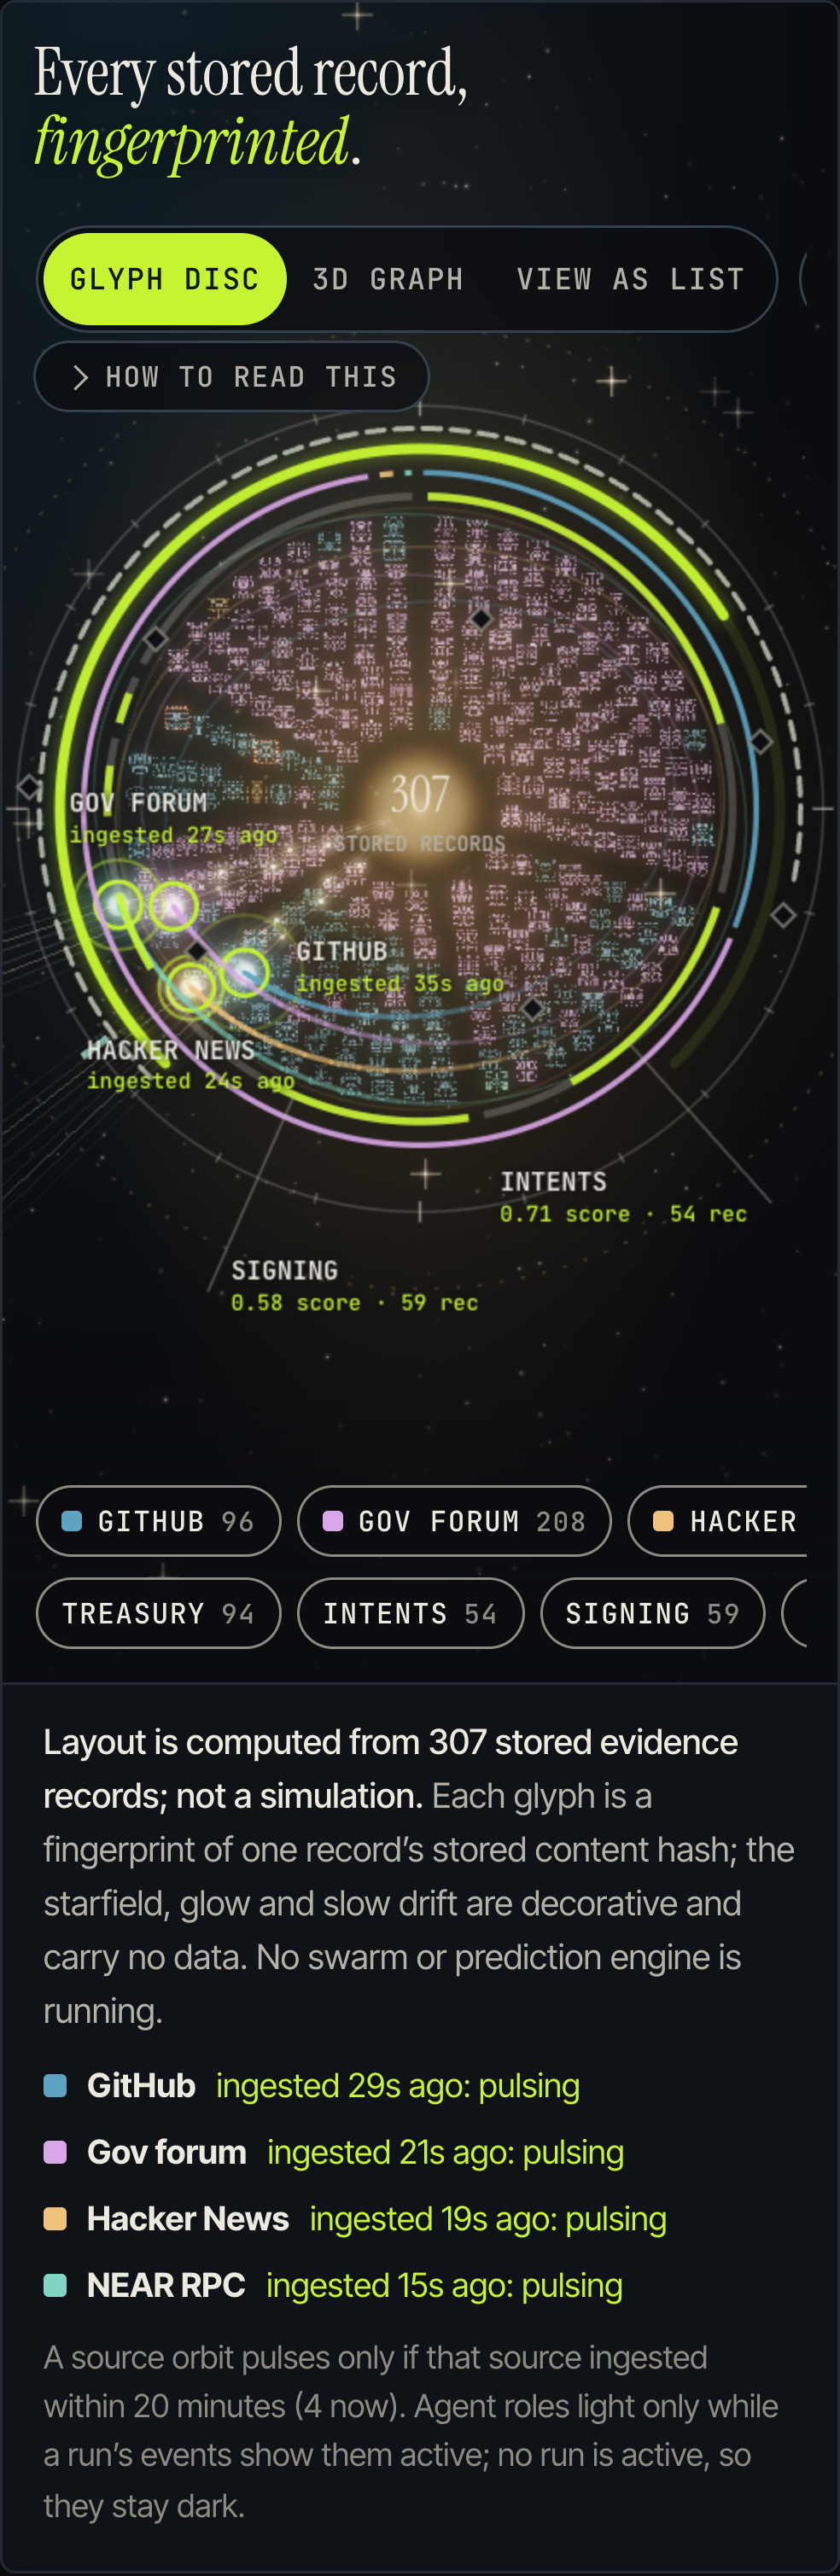 Every stored record,
fingerprinted.
GLYPH DISC 3D GRAPH VIEW AS LIST
HOW TO READ THIS
307
STORED RECORDS
GOV FORUM
ingested 27s ago
GITHUB
ingested 35s ago
HACKER NEWS
ingested 24s ago
INTENTS
0.71 score · 54 rec
SIGNING
0.58 score · 59 rec
GITHUB 96 GOV FORUM 208 HACKER
TREASURY 94 INTENTS 54 SIGNING 59
Layout is computed from 307 stored evidence
records; not a simulation. Each glyph is a
fingerprint of one record’s stored content hash; the
starfield, glow and slow drift are decorative and
carry no data. No swarm or prediction engine is
running.
GitHub ingested 29s ago: pulsing
Gov forum ingested 21s ago: pulsing
Hacker News ingested 19s ago: pulsing
NEAR RPC ingested 15s ago: pulsing
A source orbit pulses only if that source ingested
within 20 minutes (4 now). Agent roles light only while
a run’s events show them active; no run is active, so
they stay dark.